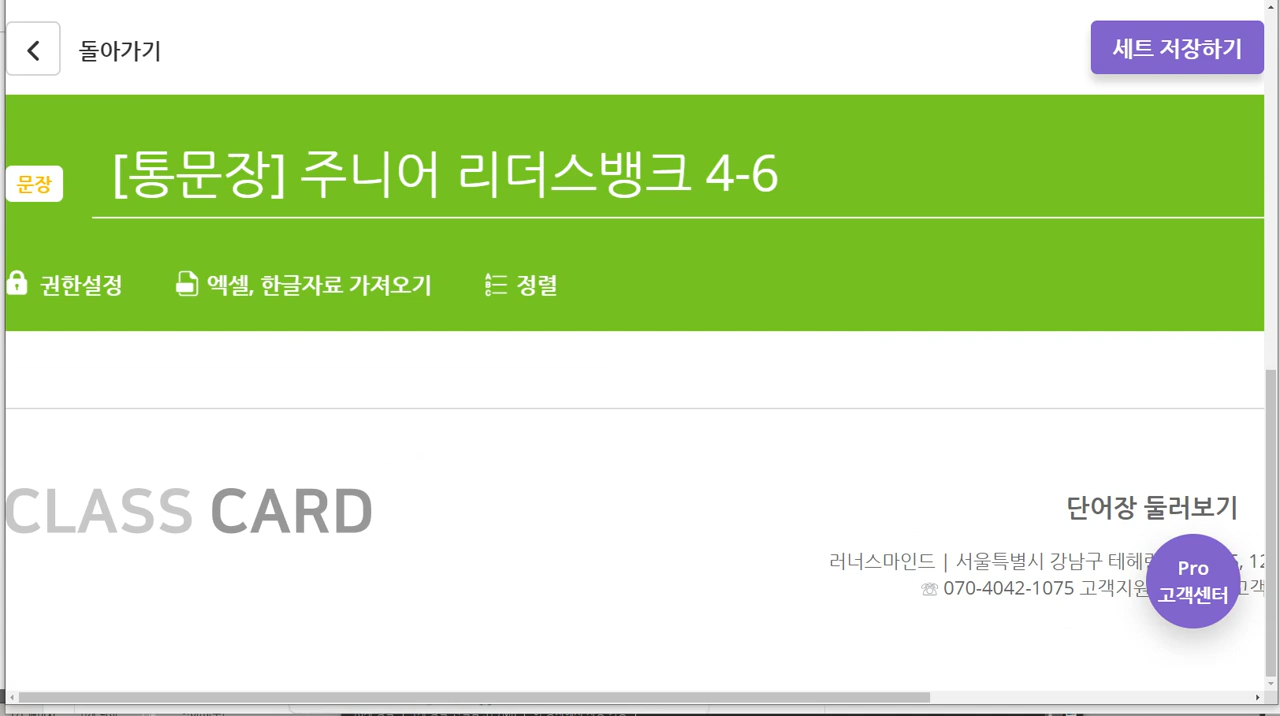 돌아가기
세트 저장하기
문장
[통문장] 주니어 리더스뱅크 4-6
권한설정
엑셀, 한글자료 가져오기
정렬
CLASS CARD
단어장 둘러보기
러너스마인드 | 서울특별시 강남구 테헤
☏ 070-4042-1075 고객지원
Pro
고객센터